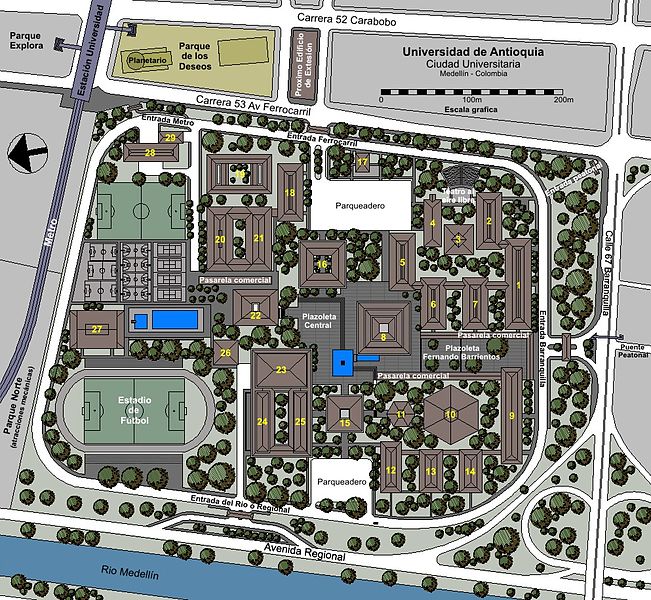 Carrera 52 Carabobo
Parque
Explora
Estación Universidad
Planetario
Parque
de los
Deseos
Proximo Edificio
de Extesión
Universidad de Antioquia
Ciudad Universitaria
Medellín - Colombia
0
100m
200m
Escala grafica
Carrera 53 Av Ferrocarril
Entrada Metro
Entrada Ferrocarril
29
28
17
18
Parqueadero
Teatro al
aire libre
4
3
2
20
21
16
5
1
Metro
Calle 67 Barranquilla
Pasarela comercial
22
Plazoleta
Central
6
7
8
27
26
Pasarela comercial
Plazoleta
Fernando Barrientos
Entrada Barranquilla
Puente
Peatonal
23
Pasarela comercial
Parque Norte
(atracciones mecánicas)
Estadio
de
Fútbol
24
25
15
11
10
9
12
13
14
Parqueadero
Entrada del Río o Regional
Avenida Regional
Rio Medellín